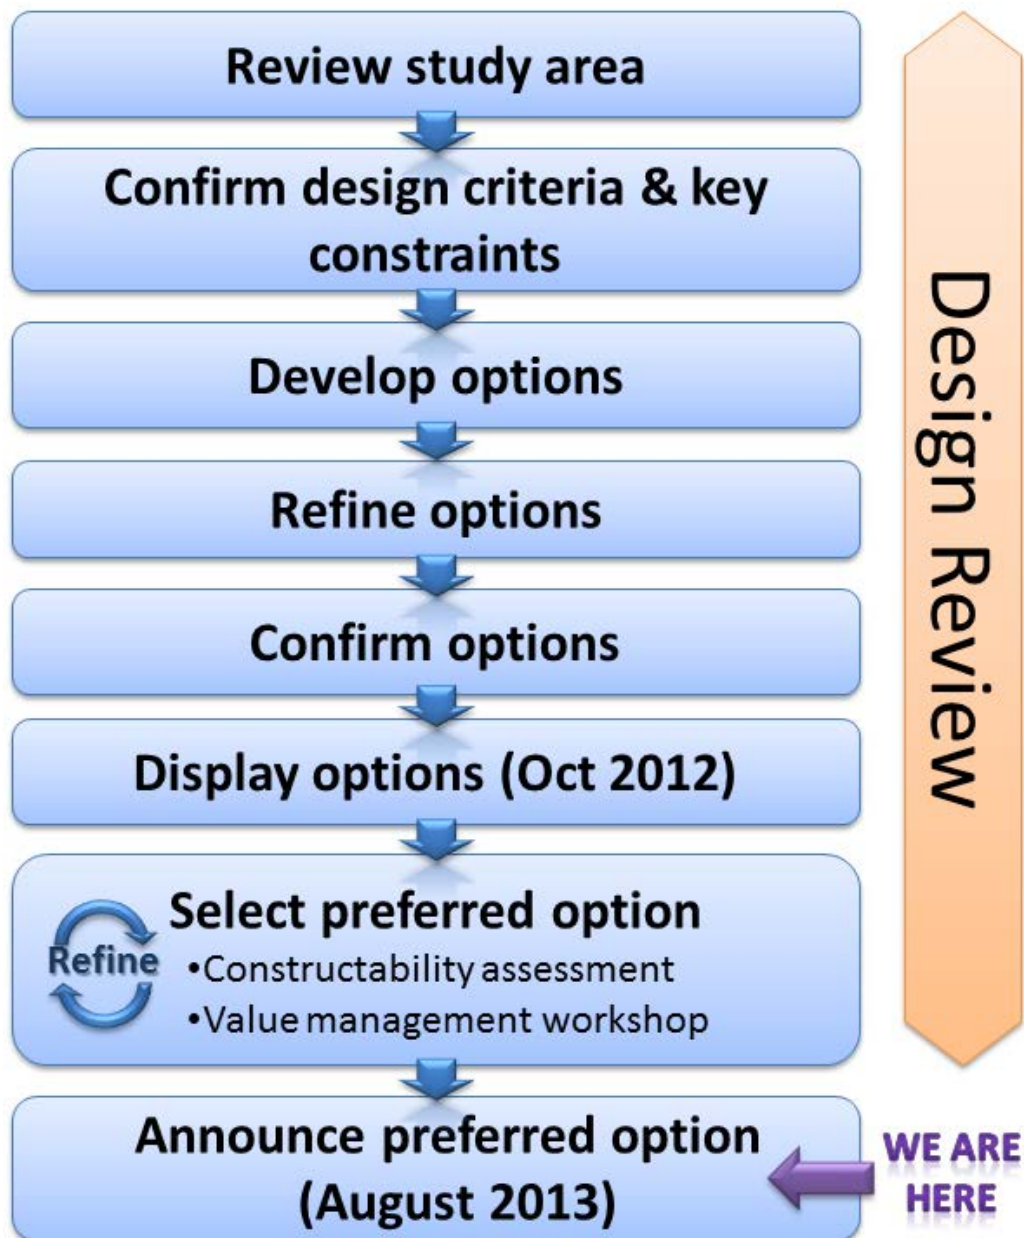 Review study area
Confirm design criteria & key
constraints
Develop options
Refine options
Confirm options
Display options (Oct 2012)
Select preferred option
Refine
•Constructability assessment
•Value management workshop
Announce preferred option
(August 2013)
WE ARE
HERE
Design Review